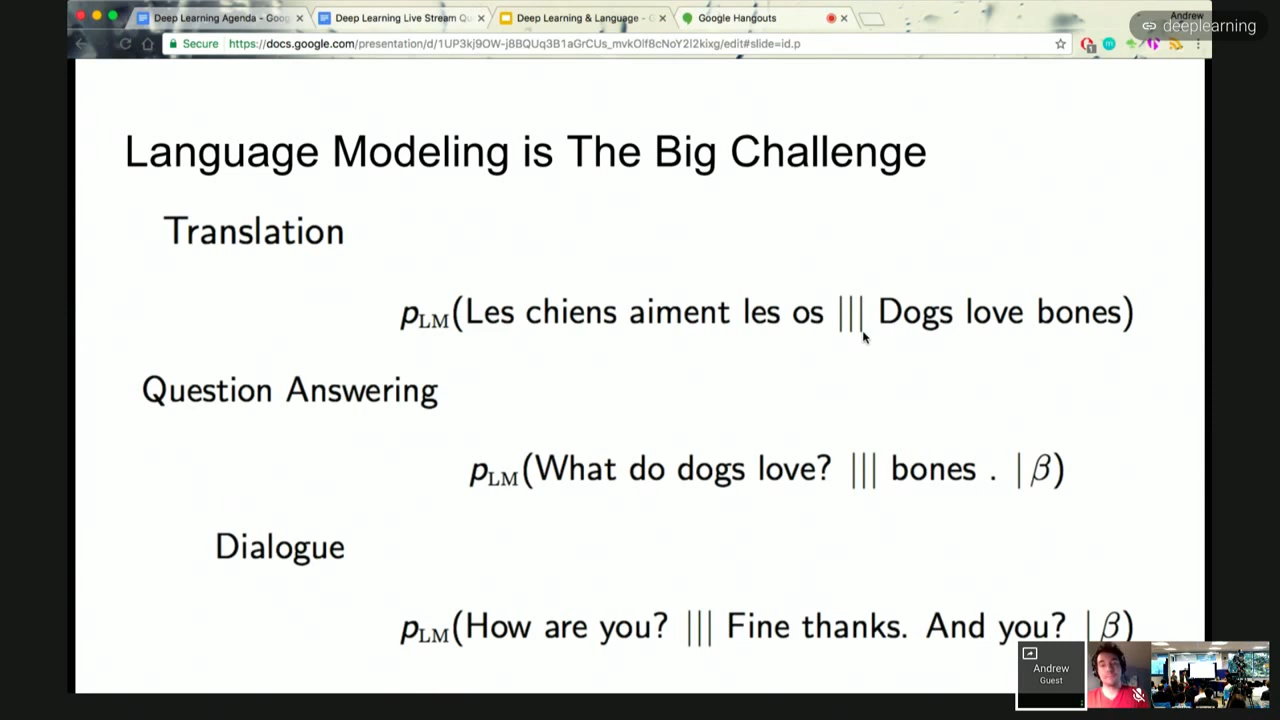 Deep Learning Agenda - Goog
Deep Learning Live Stream Qu
Deep Learning & Language - G
Google Hangouts
Andrew
deeplearning
Secure
https://docs.google.com/presentation/d/1UP3kj9OW-j8BQUq3B1aGrCUs_mvkOlf8cNoY2I2kixg/edit#slide=id.p
Language Modeling is The Big Challenge
Translation
pLM(Les chiens aiment les os ||| Dogs love bones)
Question Answering
pLM(What do dogs love? ||| bones . | β)
Dialogue
pLM(How are you? ||| Fine thanks. And you? | β)
Andrew
Guest